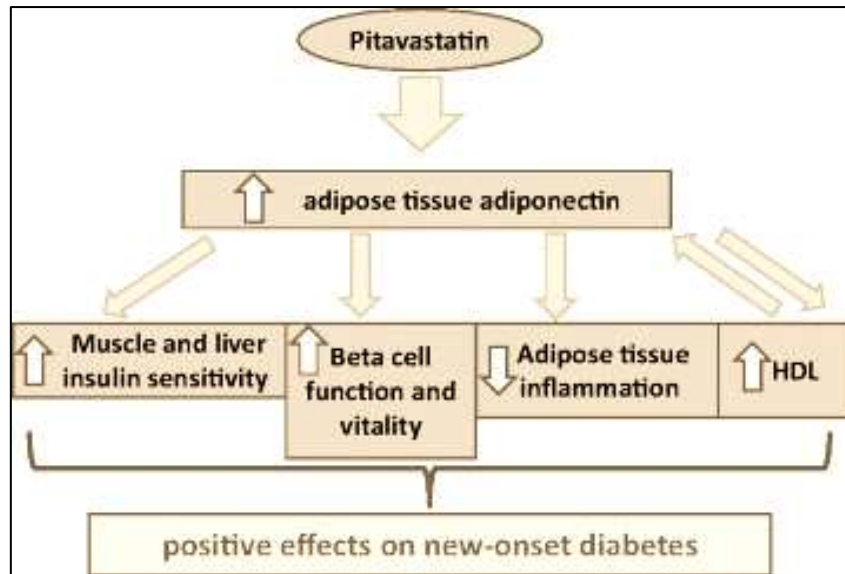 Pitavastatin
adipose tissue adiponectin
Muscle and liver
insulin sensitivity
Beta cell
function and
vitality
Adipose tissue
inflammation
HDL
positive effects on new-onset diabetes